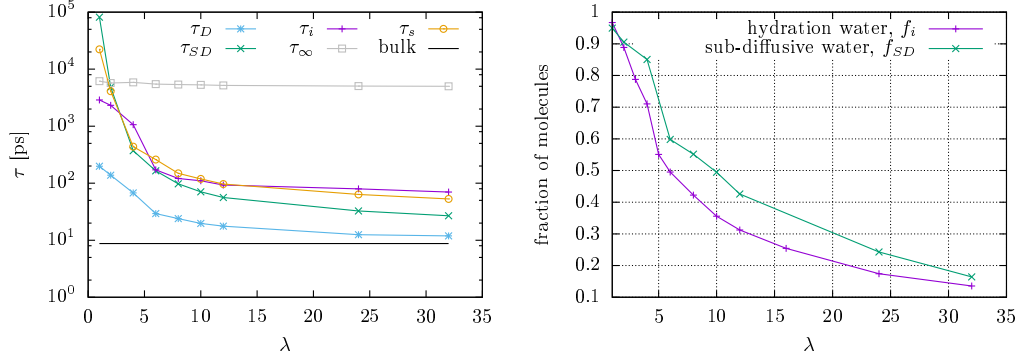 10^5
10^4
10^3
10^2
10^1
10^0
τ [ps]
τ_D
τ_i
τ_s
τ_SD
τ_∞
bulk
0 5 10 15 20 25 30 35
λ
1
0.9
0.8
0.7
0.6
0.5
0.4
0.3
0.2
0.1
fraction of molecules
hydration water, f_i
sub-diffusive water, f_SD
5 10 15 20 25 30 35
λ